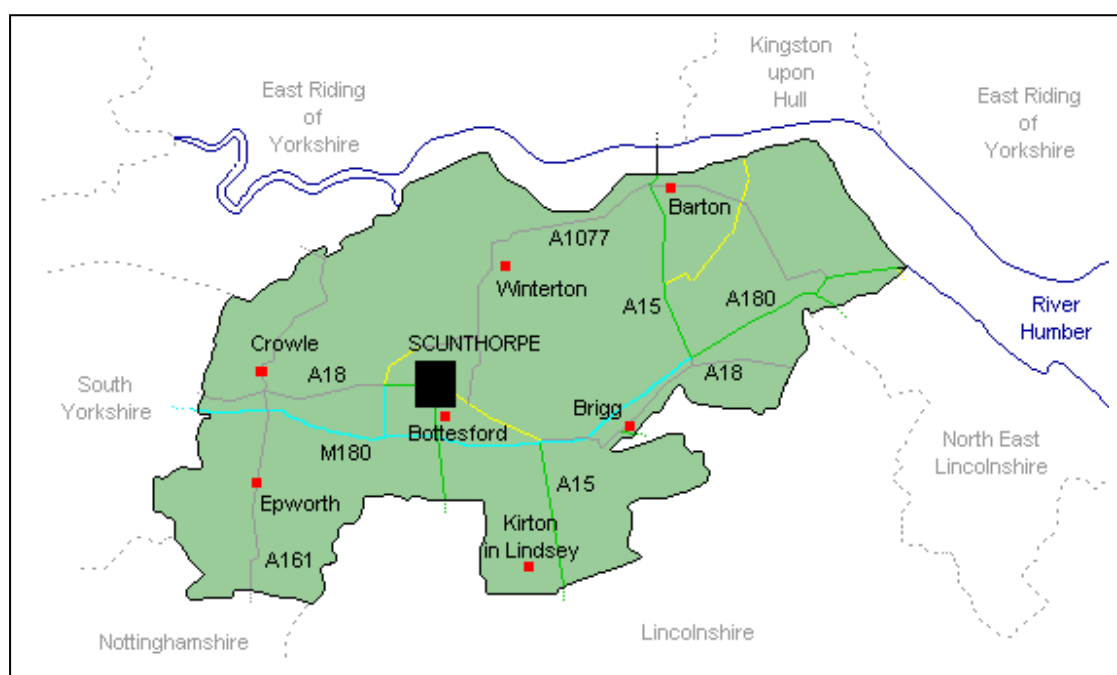 Kingston
upon
Hull
East Riding
of
Yorkshire
East Riding
of
Yorkshire
Barton
A1077
Winterton
A15
A180
River
Humber
Crowle
SCUNTHORPE
A18
A18
South
Yorkshire
Brigg
Bottesford
M180
North East
Lincolnshire
A15
Epworth
Kirton
in Lindsey
A161
Nottinghamshire
Lincolnshire